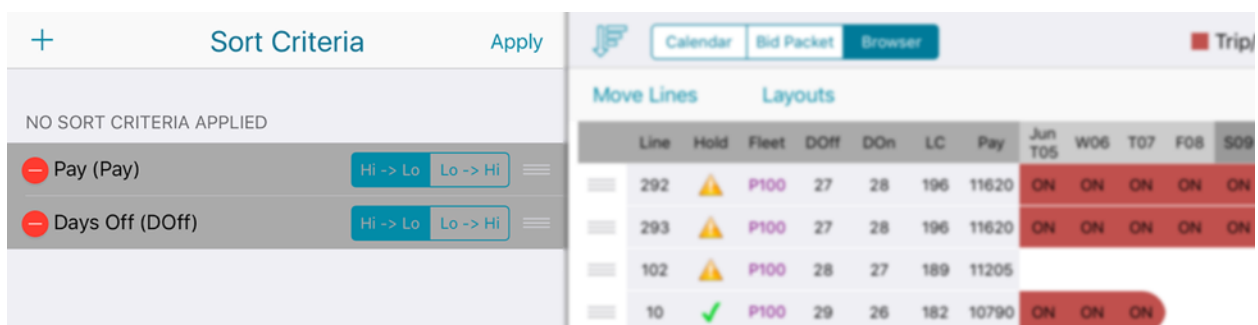 Sort Criteria
Apply
NO SORT CRITERIA APPLIED
Pay (Pay) Hi -> Lo Lo -> Hi
Days Off (DOff) Hi -> Lo Lo -> Hi
Calendar Bid Packet Browser
Trip/
Move Lines Layouts
Line Hold Fleet DOff DOn LC Pay Jun T05 W06 T07 F08 S09
292 P100 27 28 196 11620 ON ON ON ON ON
293 P100 27 28 196 11620 ON ON ON ON ON
102 P100 28 27 189 11205
10 P100 29 26 182 10790 ON ON ON